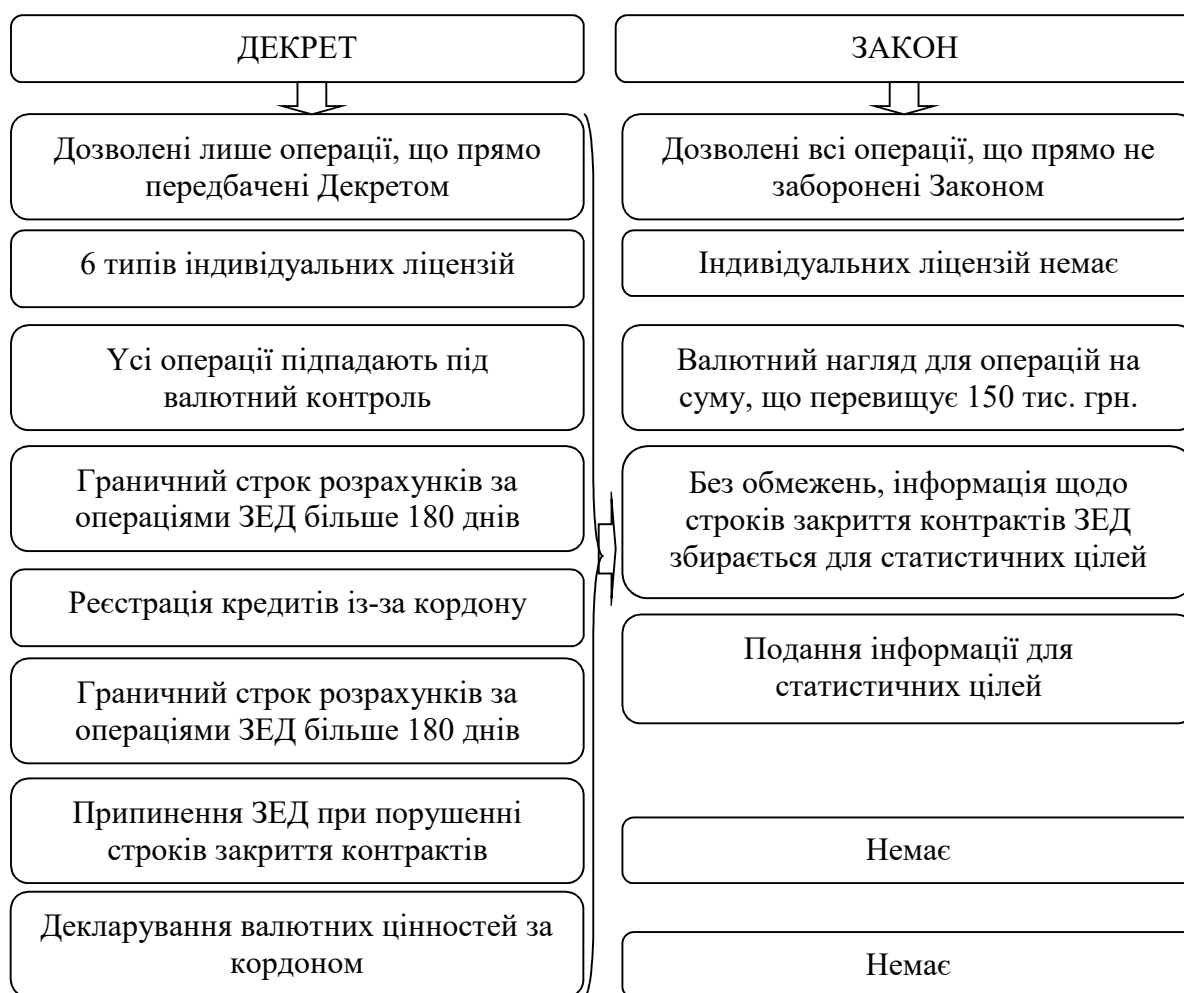 ДЕКРЕТ
Дозволені лише операції, що прямо
передбачені Декретом
6 типів індивідуальних ліцензій
Усі операції підпадають під
валютний контроль
Граничний строк розрахунків за
операціями ЗЕД більше 180 днів
Реєстрація кредитів із-за кордону
Граничний строк розрахунків за
операціями ЗЕД більше 180 днів
Припинення ЗЕД при порушенні
строків закриття контрактів
Декларування валютних цінностей за
кордоном
ЗАКОН
Дозволені всі операції, що прямо не
заборонені Законом
Індивідуальних ліцензій немає
Валютний нагляд для операцій на
суму, що перевищує 150 тис. грн.
Без обмежень, інформація щодо
строків закриття контрактів ЗЕД
збирається для статистичних цілей
Подання інформації для
статистичних цілей
Немає
Немає